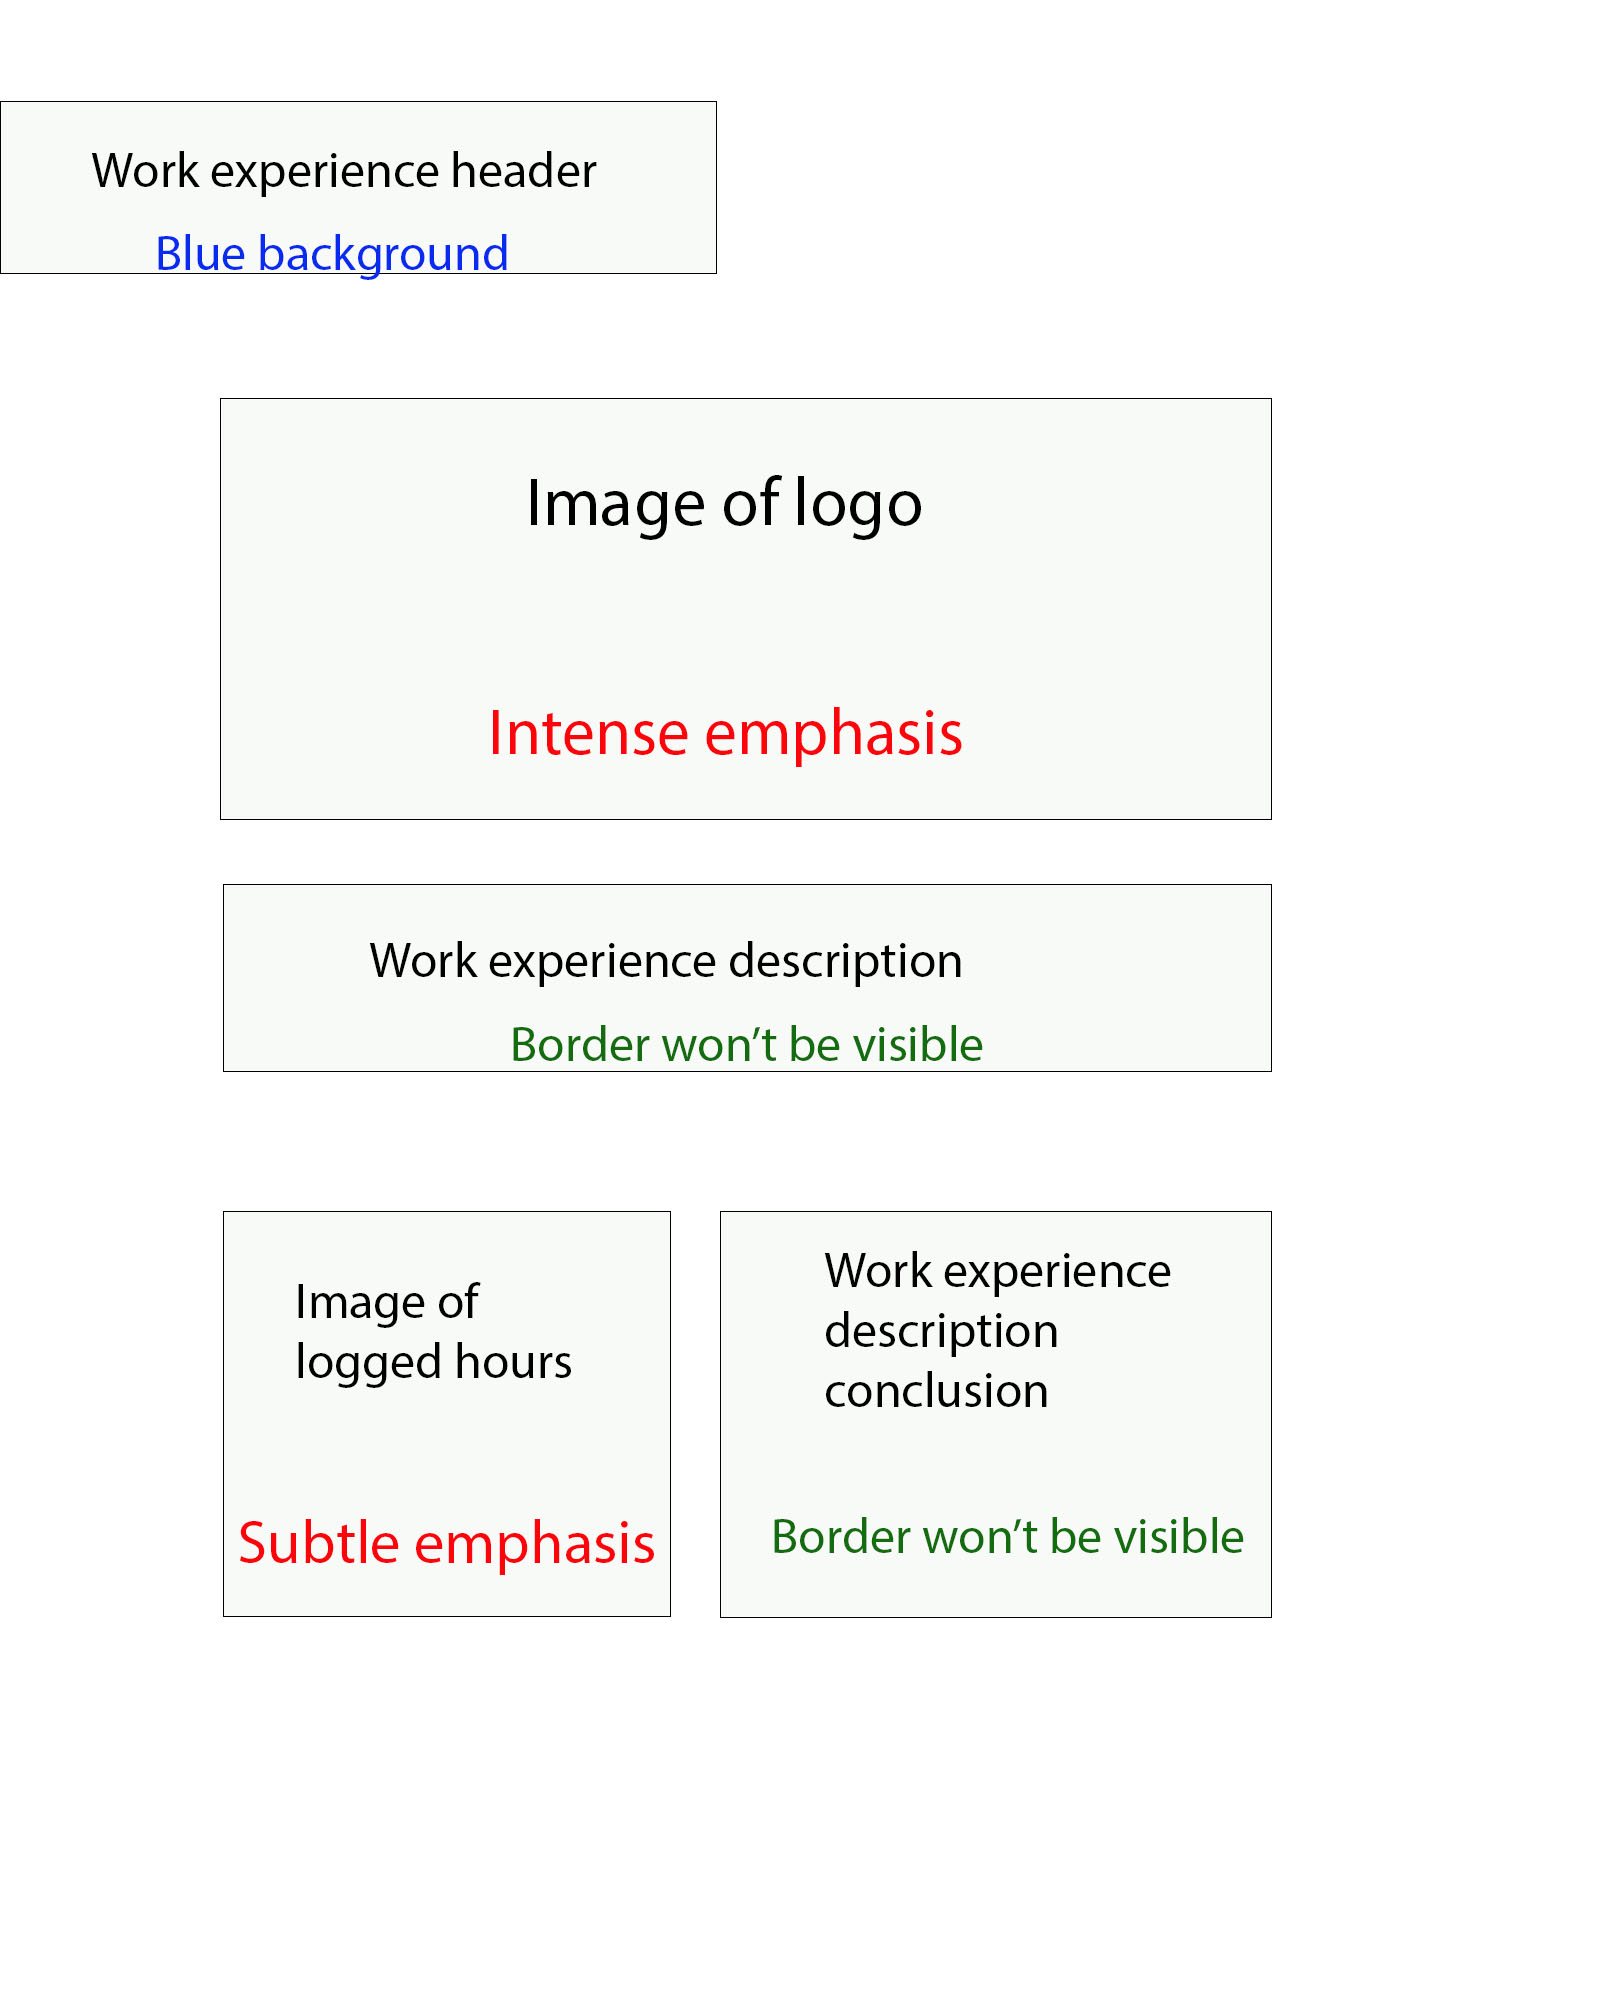 Work experience header
Blue background
Image of logo
Intense emphasis
Work experience description
Border won’t be visible
Image of
logged hours
Subtle emphasis
Work experience
description
conclusion
Border won’t be visible